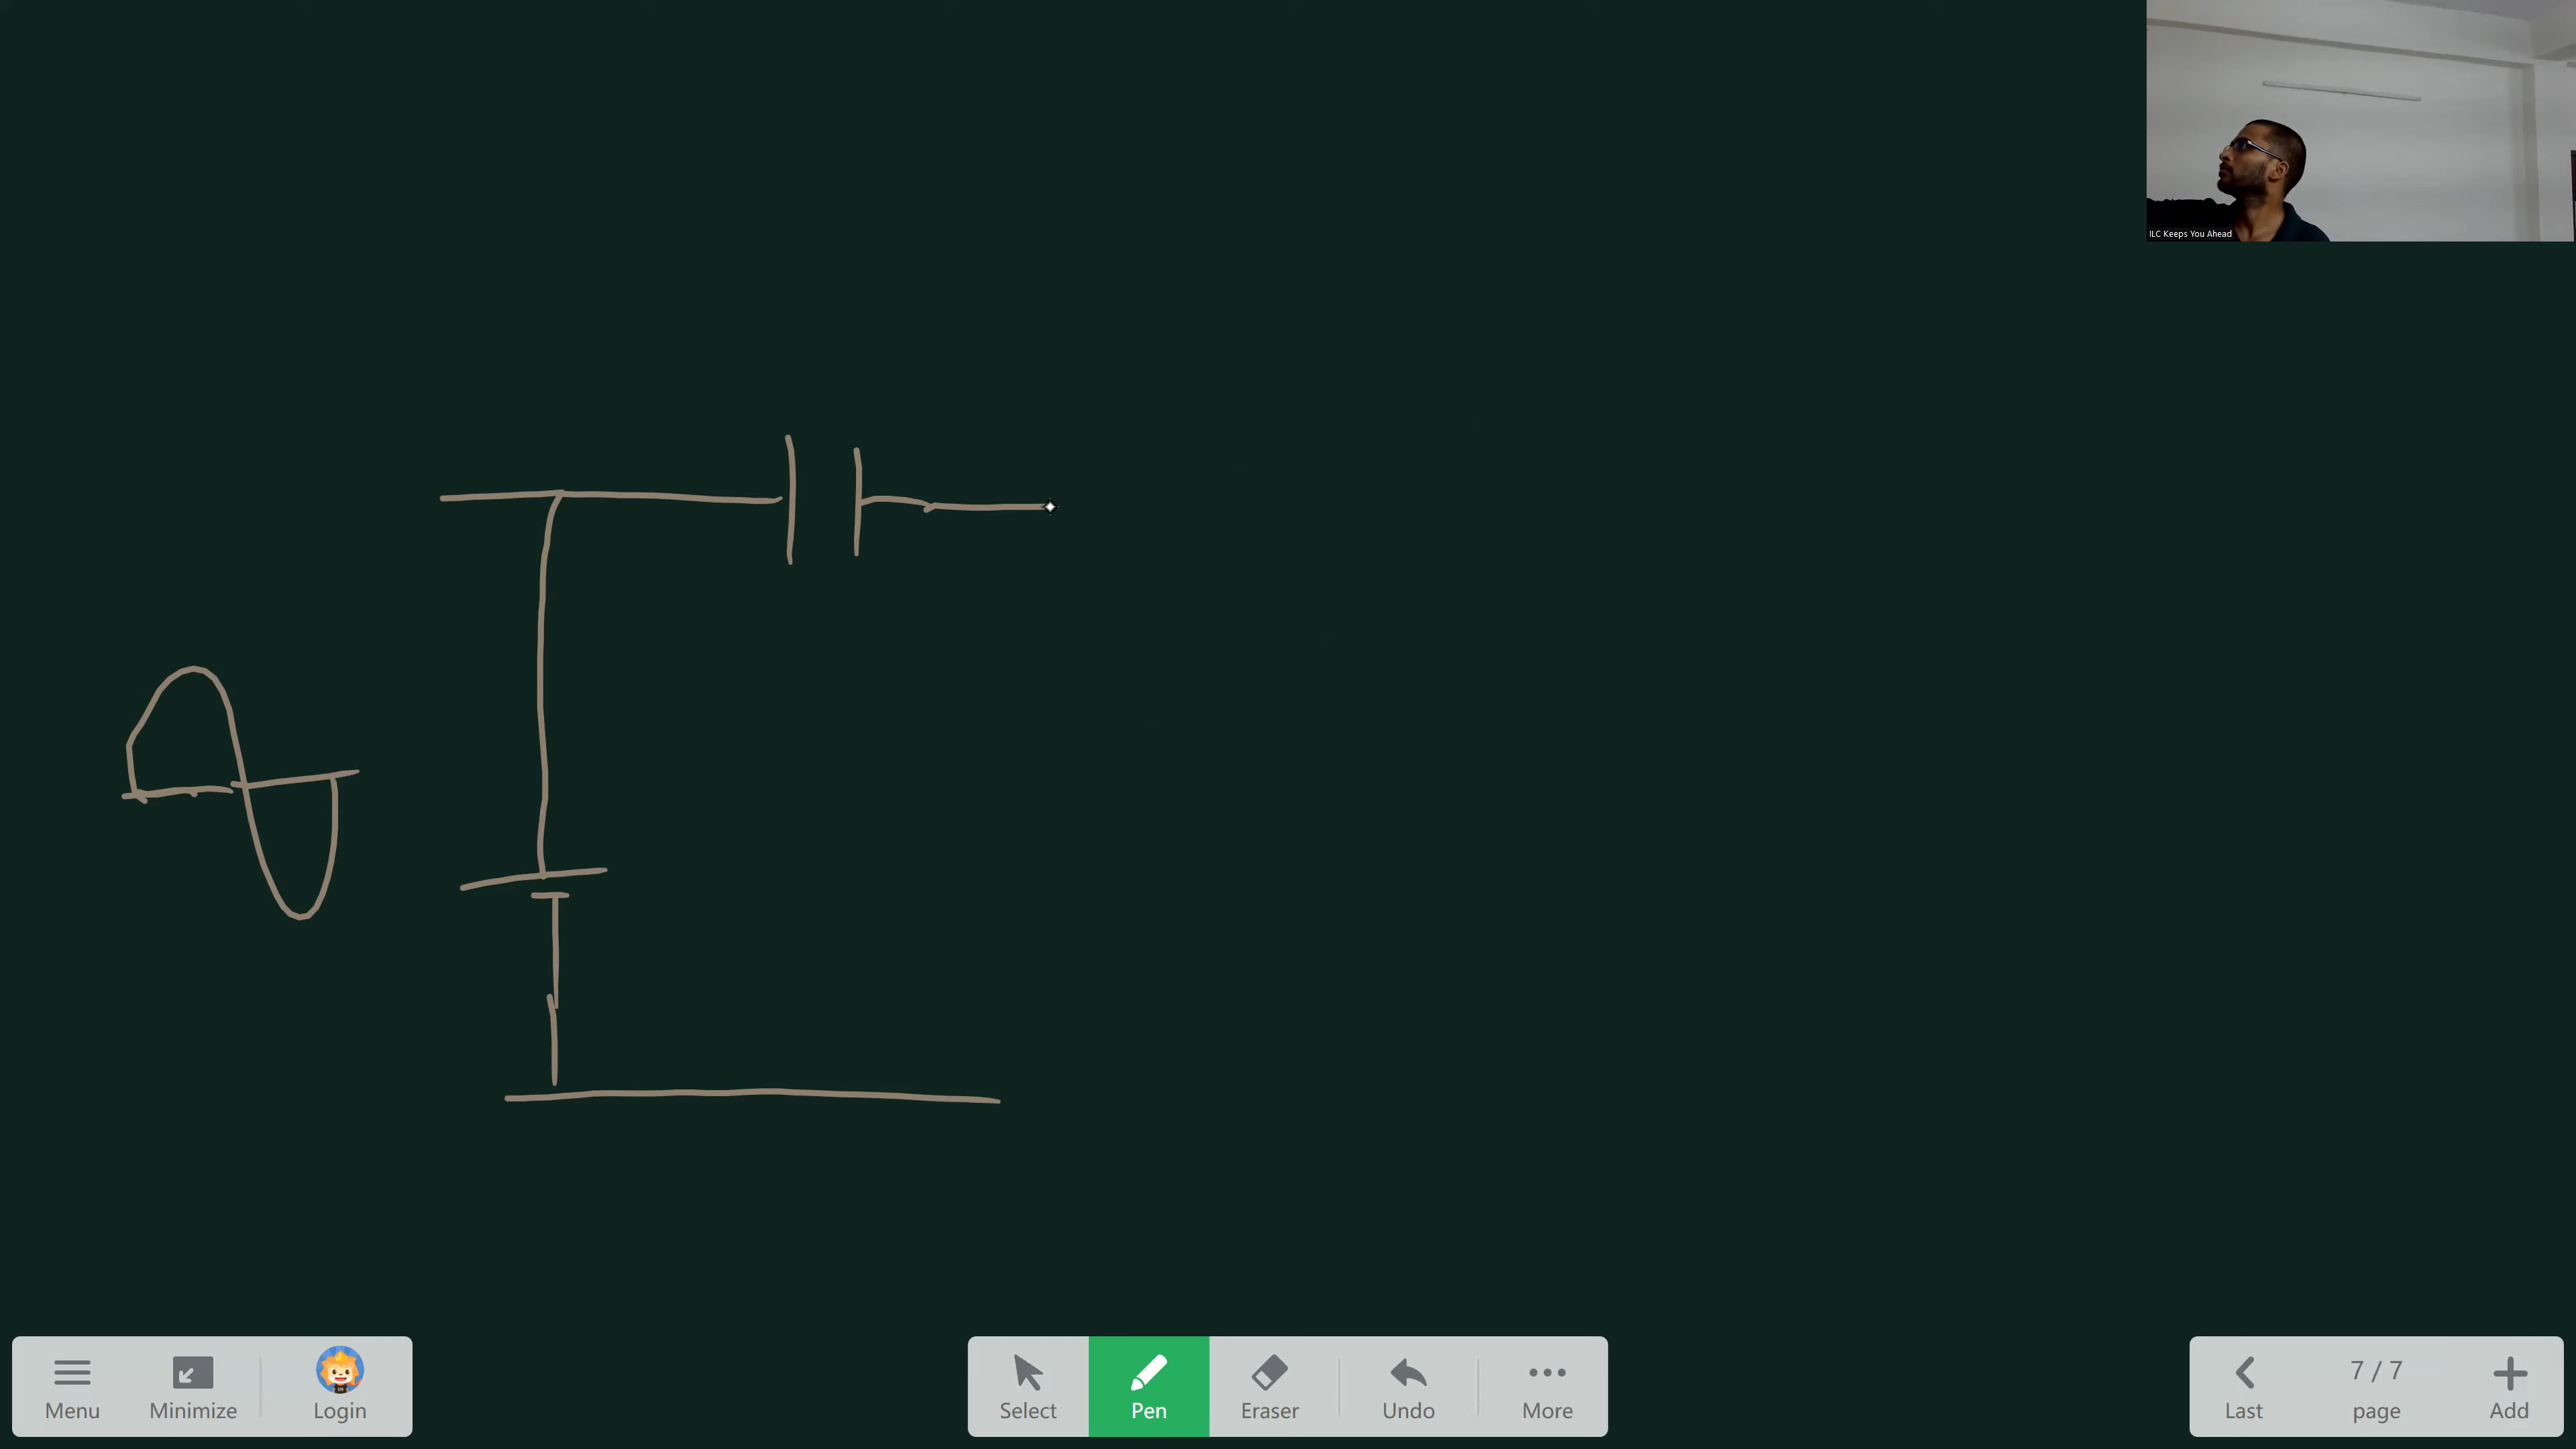 ILC Keeps You Ahead
Menu
Minimize
Login
Select
Pen
Eraser
Undo
More
Last
7 / 7
page
Add